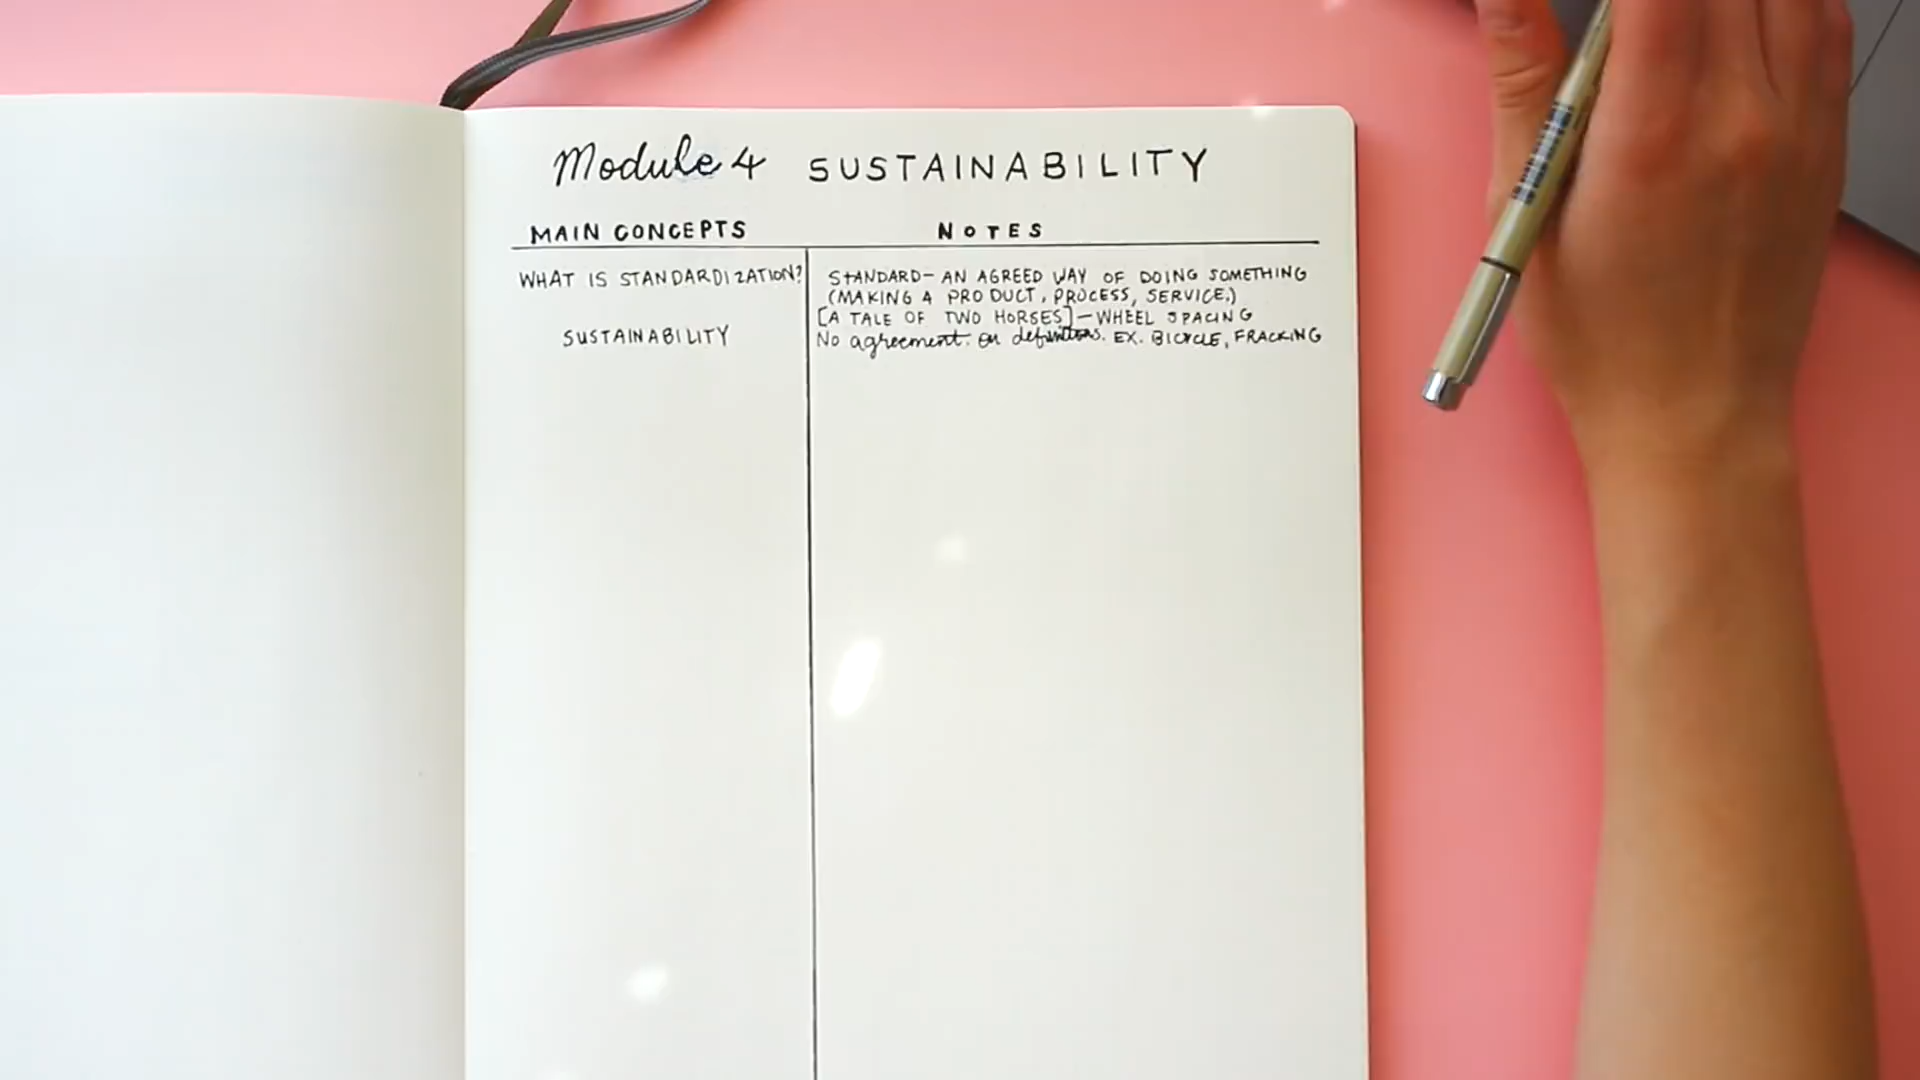 Module 4 SUSTAINABILITY
MAIN CONCEPTS NOTES
WHAT IS STANDARDIZATION? STANDARD - AN AGREED WAY OF DOING SOMETHING
(MAKING A PRODUCT, PROCESS, SERVICE.)
[A TALE OF TWO HORSES] - WHEEL SPACING
SUSTAINABILITY No agreement. on definitions. EX. BICYCLE, FRACKING